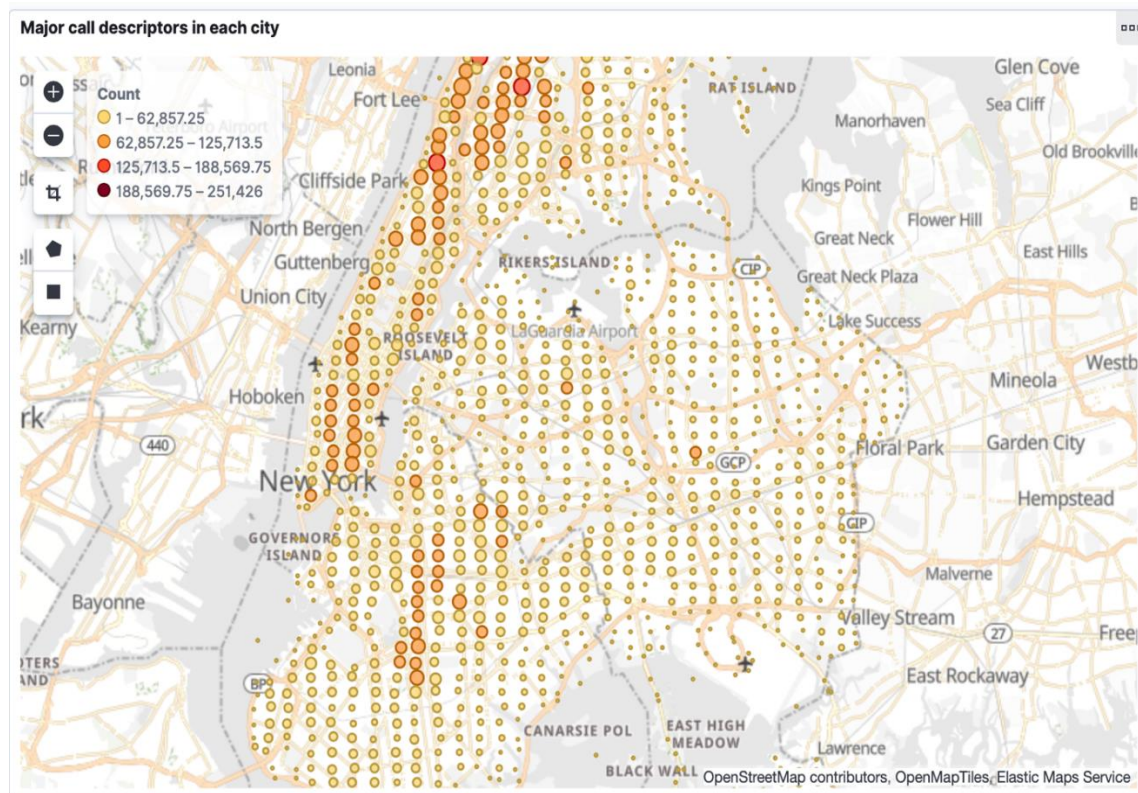 Major call descriptors in each city
Count
1 – 62,857.25
62,857.25 – 125,713.5
125,713.5 – 188,569.75
188,569.75 – 251,426
Leonia
Fort Lee
RAT ISLAND
Glen Cove
Sea Cliff
Manorhaven
Old Brookville
Cliffside Park
Kings Point
North Bergen
Flower Hill
Great Neck
East Hills
Guttenberg
RIKERS ISLAND
CIP
Great Neck Plaza
Union City
Kearny
LaGuardia Airport
Lake Success
ROOSEVELT
ISLAND
Westb
Mineola
Hoboken
rk
440
Floral Park
Garden City
GCP
New York
Hempstead
CIP
GOVERNORS
ISLAND
Malverne
Bayonne
Valley Stream
27
Free
OTERS
AND
BP
East Rockaway
CANARSIE POL
EAST HIGH
MEADOW
Lawrence
BLACK WALL
OpenStreetMap contributors, OpenMapTiles, Elastic Maps Service